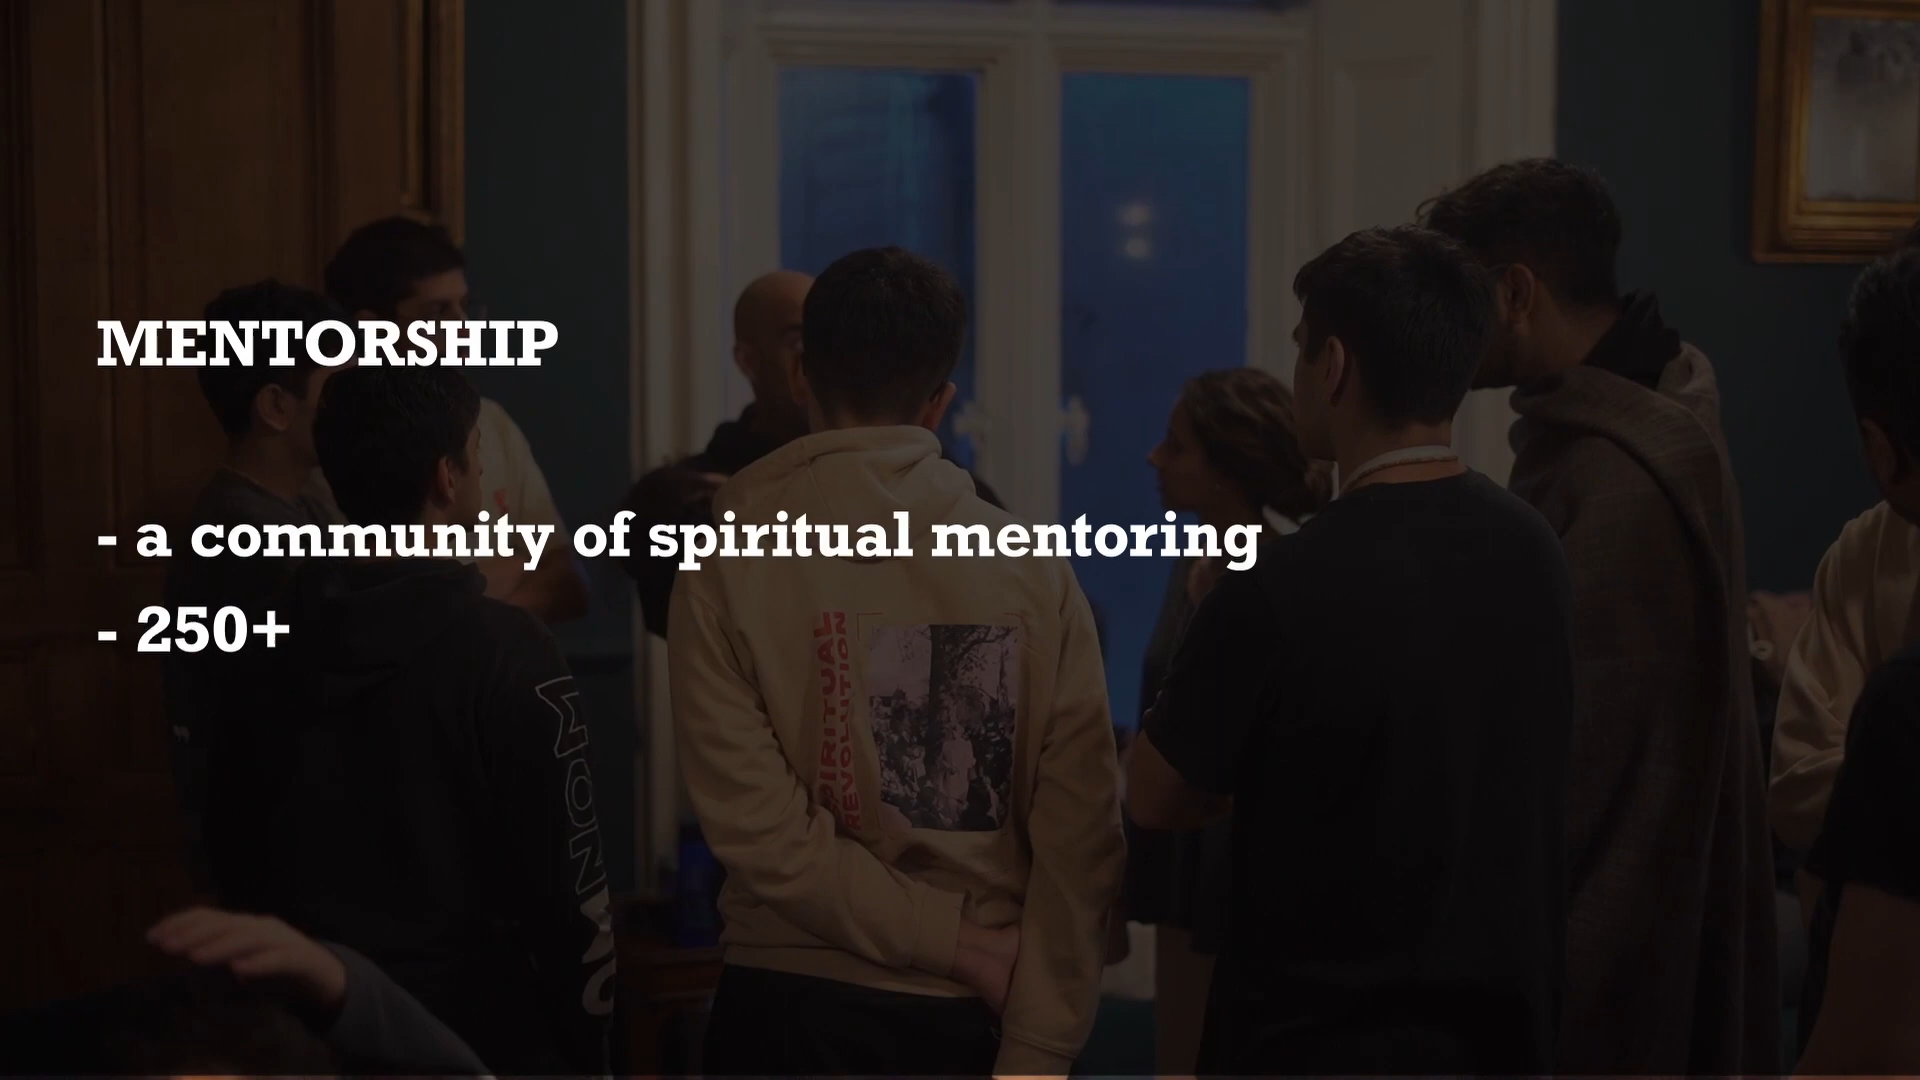 MENTORSHIP
- a community of spiritual mentoring
- 250+
SPIRITUAL
REVOLUTION